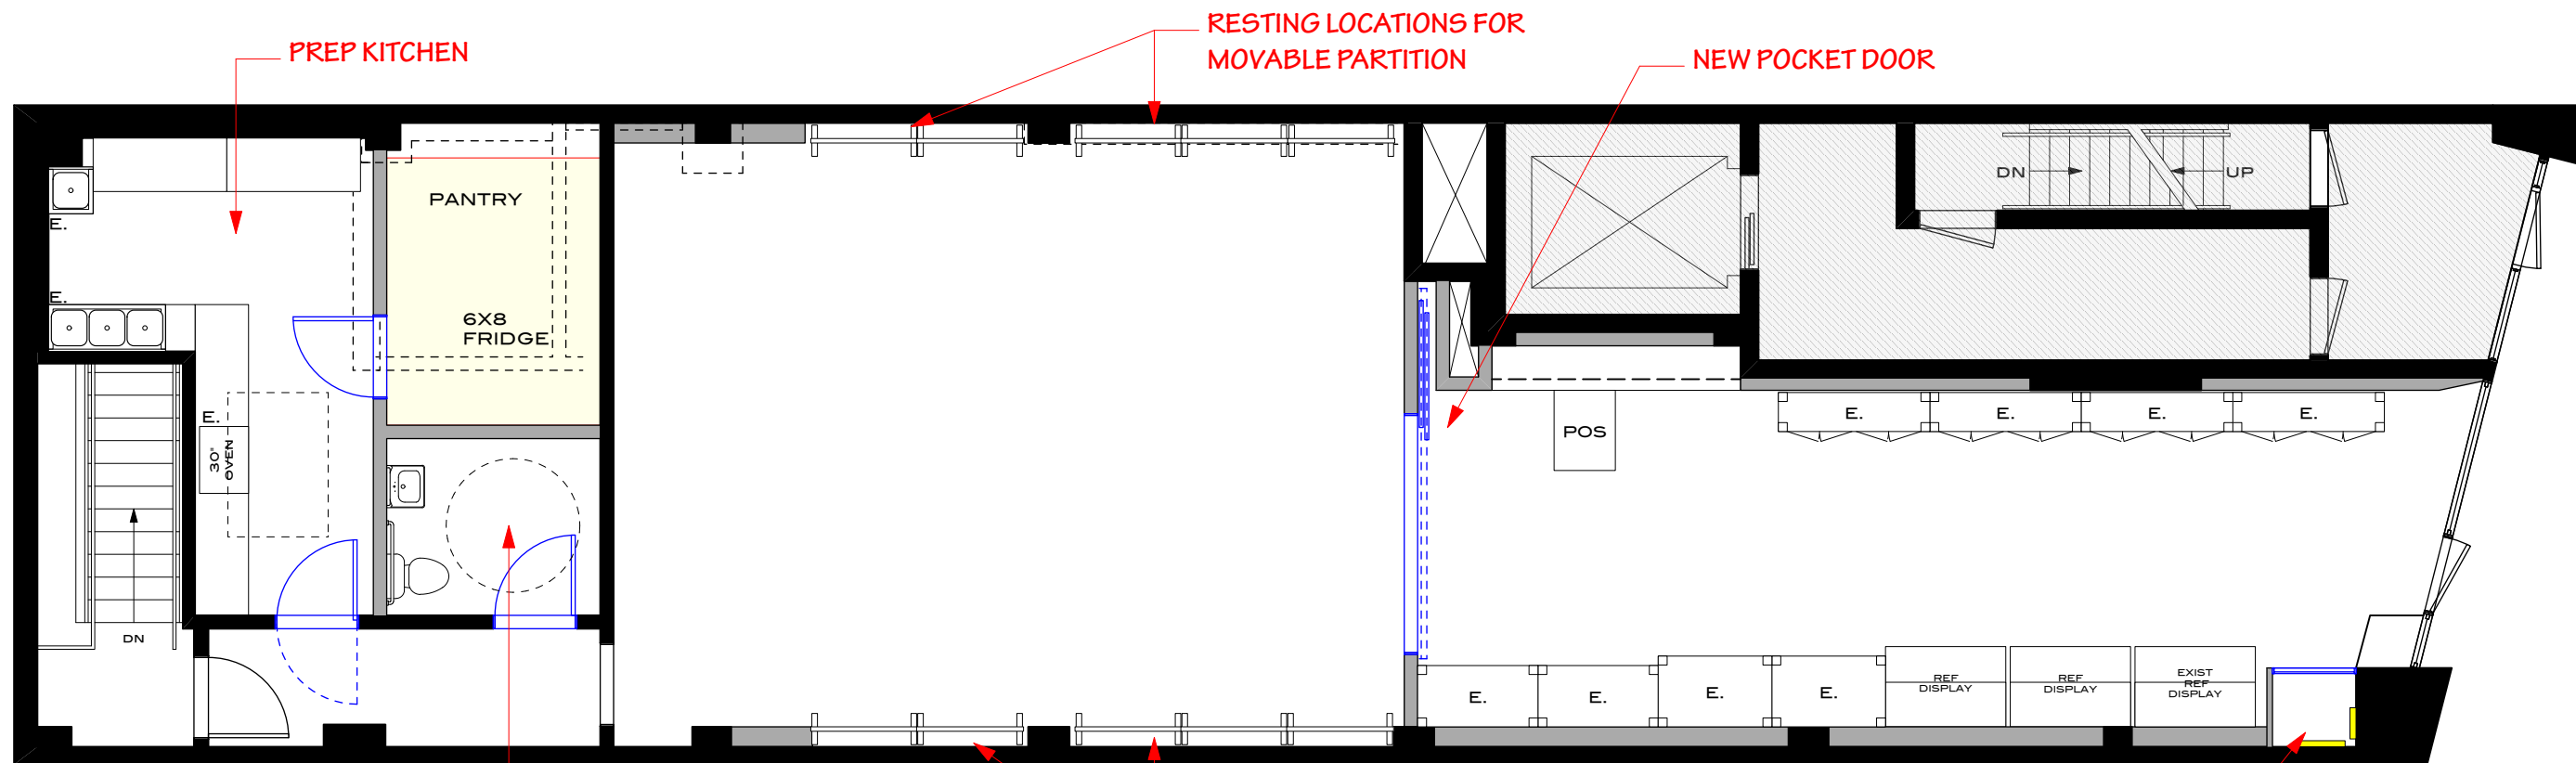 RESTING LOCATIONS FOR
MOVABLE PARTITION
PREP KITCHEN
NEW POCKET DOOR
DN
UP
PANTRY
E.
E.
6X8
FRIDGE
E.
30"
OVEN
POS
E.
E.
E.
E.
DN
E.
E.
E.
E.
REF
DISPLAY
REF
DISPLAY
EXIST
REF
DISPLAY